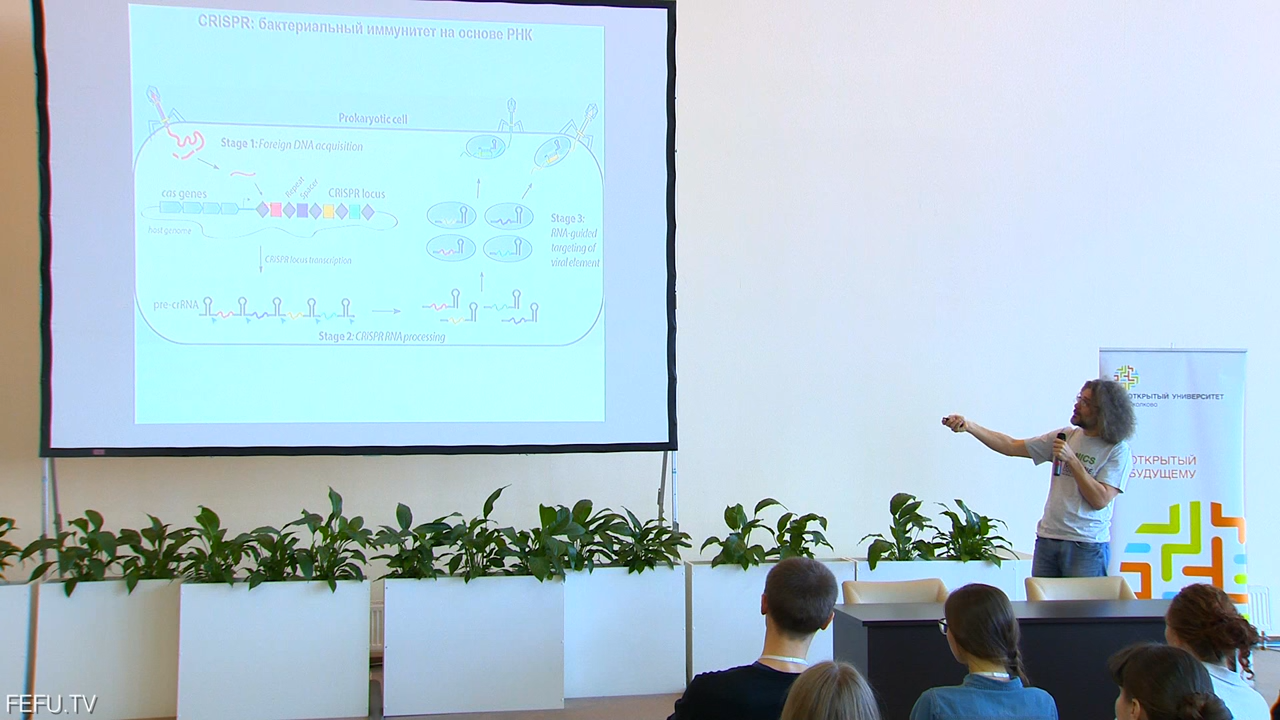 CRISPR: бактериальный иммунитет на основе РНК
Prokaryotic cell
Stage 1: Foreign DNA acquisition
cas genes
Repeat
Spacer
CRISPR locus
host genome
CRISPR locus transcription
Stage 3:
RNA-guided
targeting of
viral element
pre-crRNA
Stage 2: CRISPR RNA processing
ОТКРЫТЫЙ УНИВЕРСИТЕТ
ОТКРЫТЫЙ
БУДУЩЕМУ
FEFU.TV